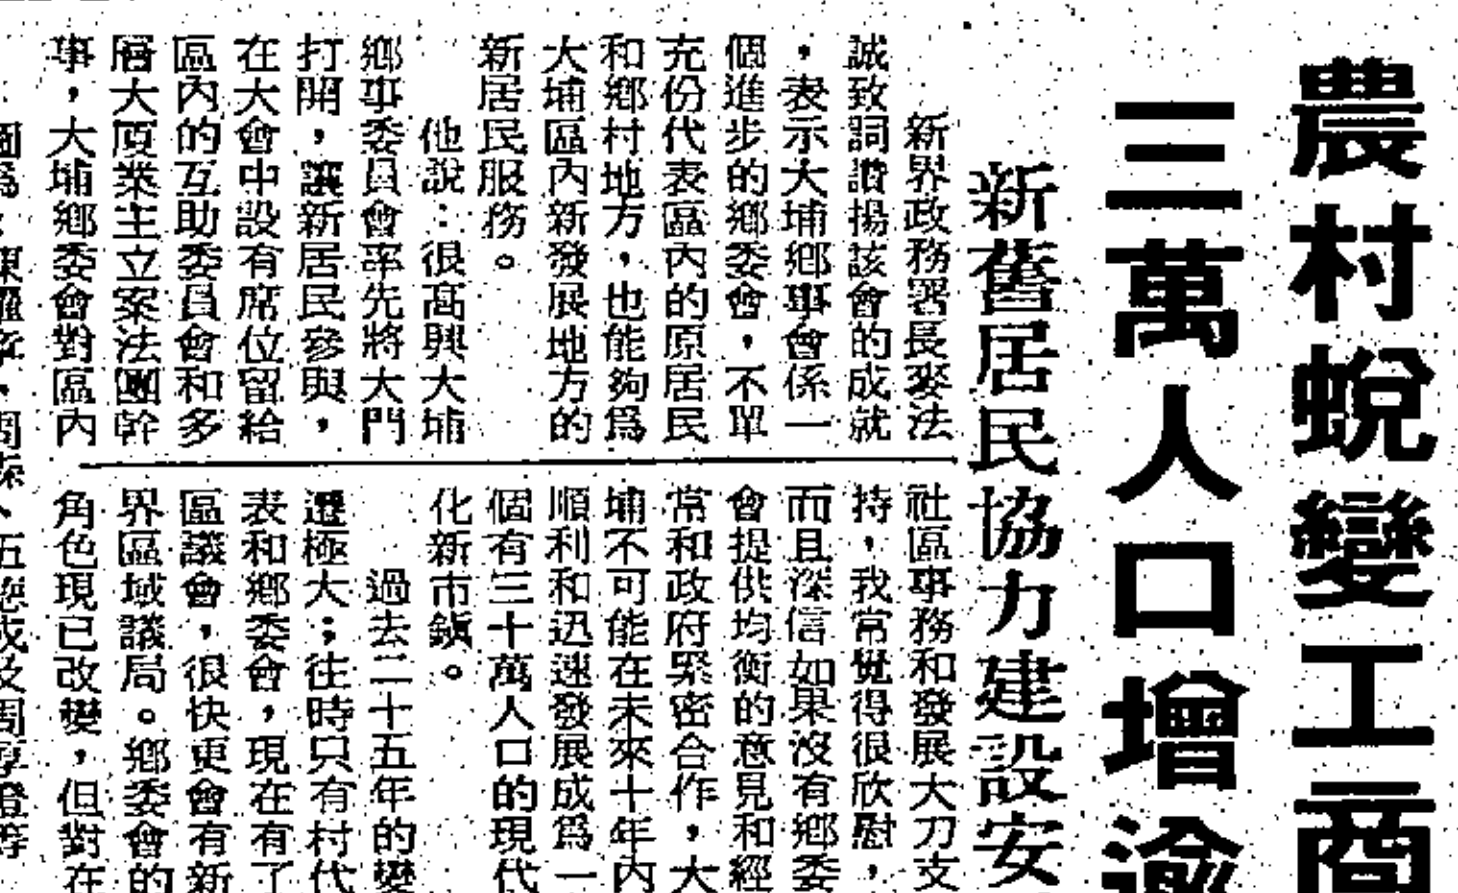 農村蛻變工商
三萬人口增逾
新舊居民協力建設安
新界政務署長麥法
誠致詞讚揚該會的成就
，表示大埔鄉事會係一
個進步的鄉委會，不單
充份代表區內的原居民
和鄉村地方，也能夠爲
大埔區內新發展地方的
新居民服務。
他說：很高興大埔
鄉事委員會率先將大門
打開，讓新居民參與，
在大會中設有席位留給
區內的互助委員會和多
層大廈業主立案法團幹
事，大埔鄉委會對區內
社區事務和發展大力支
持，我常覺得很欣慰，
而且深信如果沒有鄉委
會提供均衡的意見和經
常和政府緊密合作，大
埔不可能在未來十年內
順利和迅速發展成爲一
個有三十萬人口的現代
化新市鎮。
過去二十五年的變
遷極大；往時只有村代
表和鄉委會，現在有了
區議會，很快更會有新
界區域議局。鄉委會的
角色現已改變，但對在